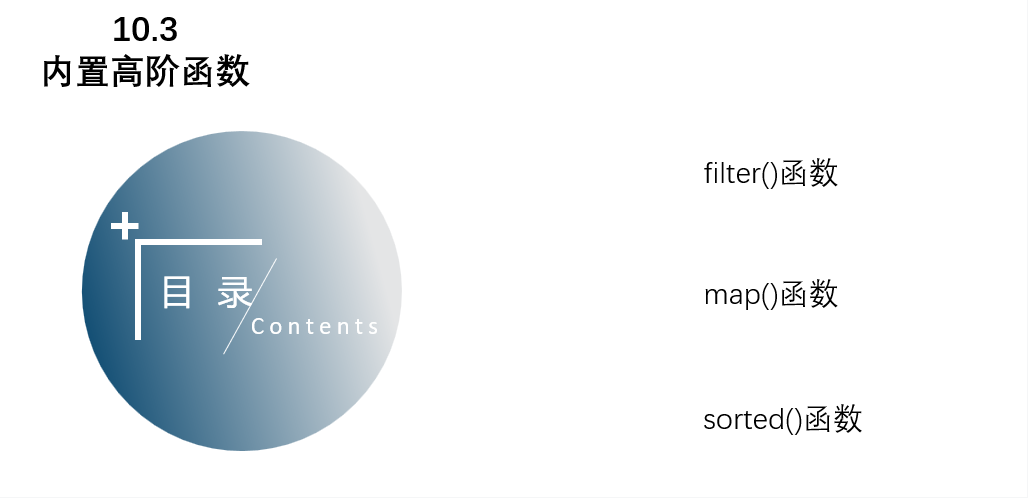 10.3
内置高阶函数
目 录
Contents
filter()函数
map()函数
sorted()函数